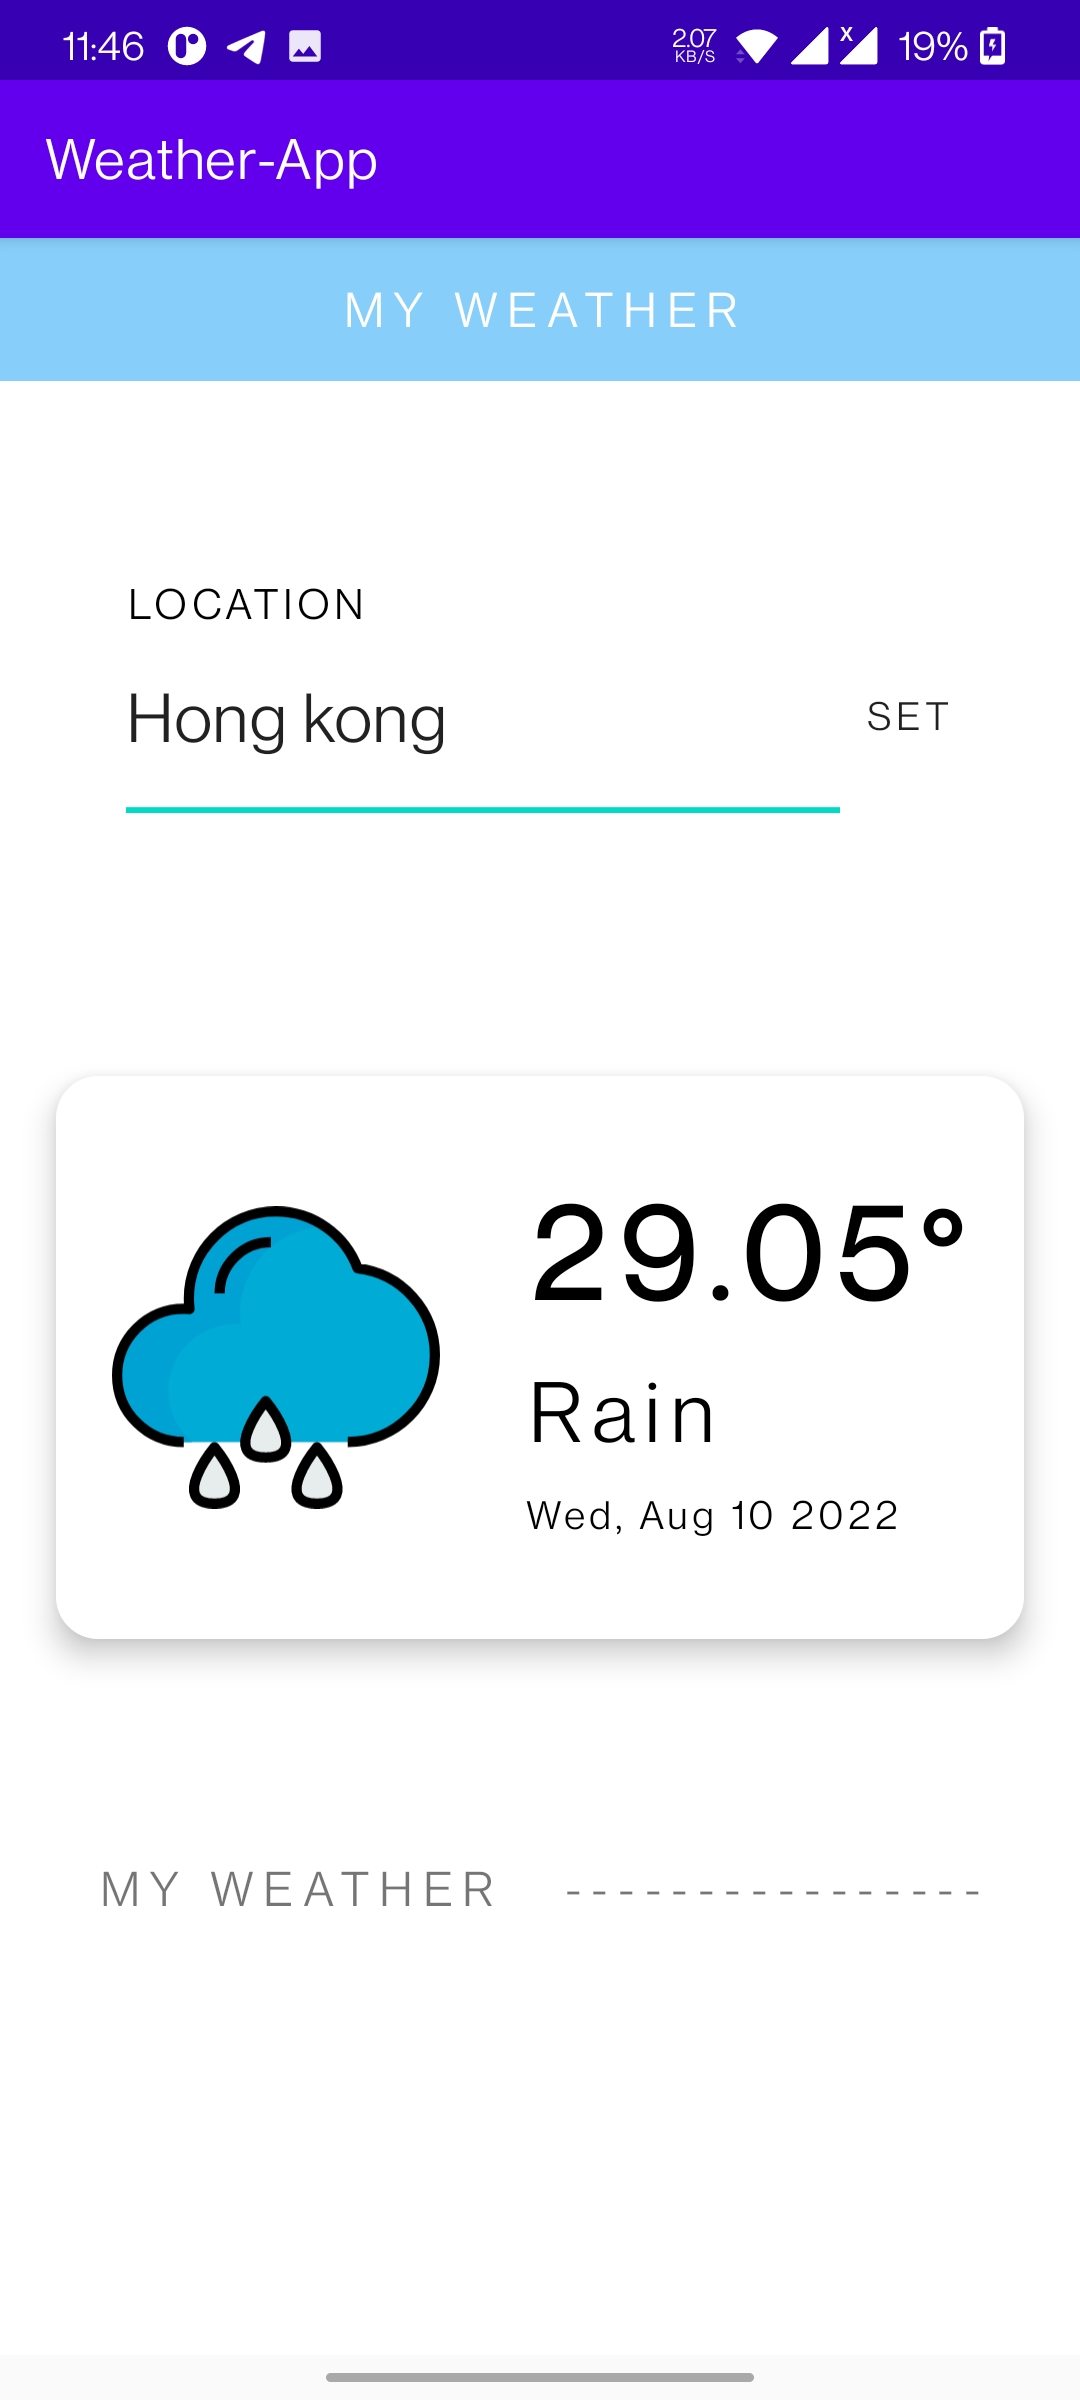 11:46 2.07 KB/S X 19%
Weather-App
MY WEATHER
LOCATION
Hong kong
SET
29.05°
Rain
Wed, Aug 10 2022
MY WEATHER ----------------